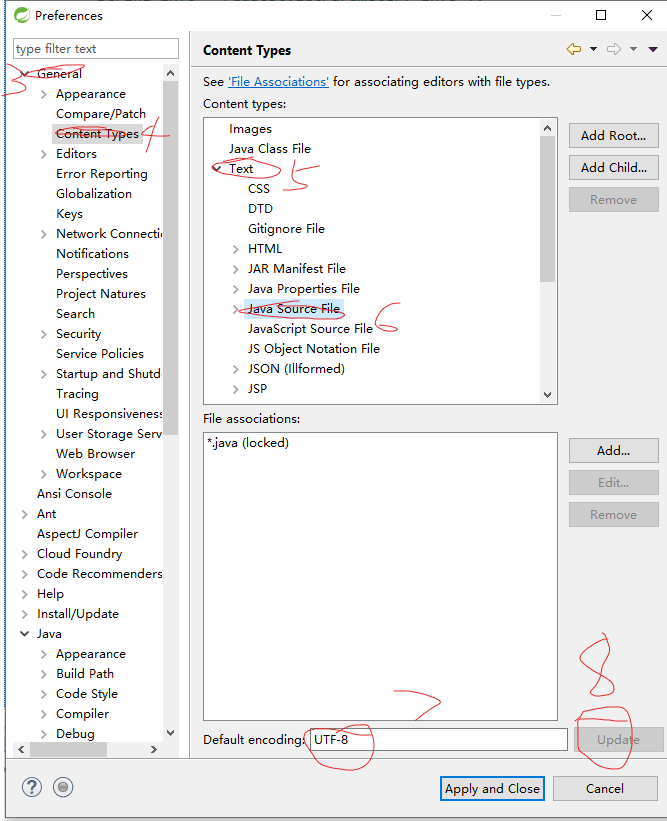 Preferences
type filter text
Content Types
3
General
Appearance
Compare/Patch
Content Types
4
Editors
Error Reporting
Globalization
Keys
Network Connectic
Notifications
Perspectives
Project Natures
Search
Security
Service Policies
Startup and Shutd
Tracing
UI Responsiveness
User Storage Serv
Web Browser
Workspace
Ansi Console
Ant
AspectJ Compiler
Cloud Foundry
Code Recommenders
Help
Install/Update
Java
Appearance
Build Path
Code Style
Compiler
Debug
See 'File Associations' for associating editors with file types.
Content types:
Images
Java Class File
Text
5
CSS
DTD
Gitignore File
HTML
JAR Manifest File
Java Properties File
Java Source File
6
JavaScript Source File
JS Object Notation File
JSON (Illformed)
JSP
Add Root...
Add Child...
Remove
File associations:
*.java (locked)
Add...
Edit...
Remove
7
8
Default encoding:
UTF-8
Update
?
Apply and Close
Cancel